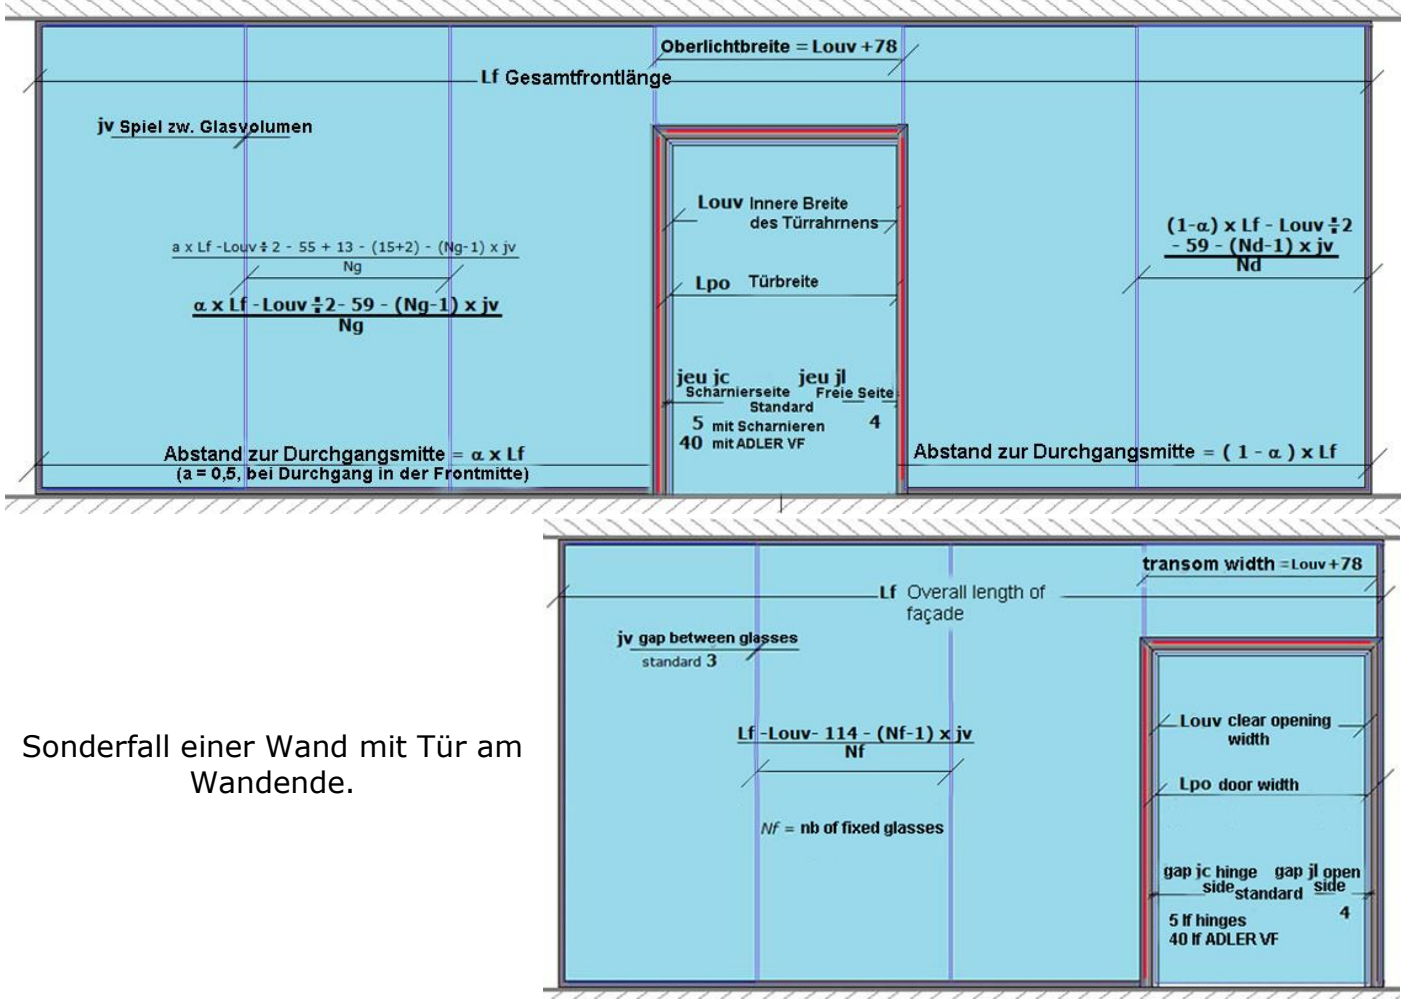 Oberlichtbreite = Louv +78
Lf Gesamtfrontlänge
jv Spiel zw. Glasvolumen
Louv Innere Breite
des Türrahrnens
a x Lf -Louv ÷ 2 - 55 + 13 - (15+2) - (Ng-1) x jv
Ng
α x Lf -Louv ÷2- 59 - (Ng-1) x jv
Ng
(1-α) x Lf - Louv ÷2
- 59 - (Nd-1) x jv
Nd
Lpo Türbreite
jeu jc jeu jl
Scharnierseite Freie Seite
Standard
5 mit Scharnieren 4
40 mit ADLER VF
Abstand zur Durchgangsmitte = α x Lf
(a = 0,5, bei Durchgang in der Frontmitte)
Abstand zur Durchgangsmitte = ( 1 - α ) x Lf
transom width =Louv+78
Lf Overall length of
façade
jv gap between glasses
standard 3
Lf -Louv- 114 - (Nf-1) x jv
Nf
Nf = nb of fixed glasses
Louv clear opening
width
Lpo door width
gap jc hinge gap jl open
side standard side
4
5 If hinges
40 If ADLER VF
Sonderfall einer Wand mit Tür am
Wandende.